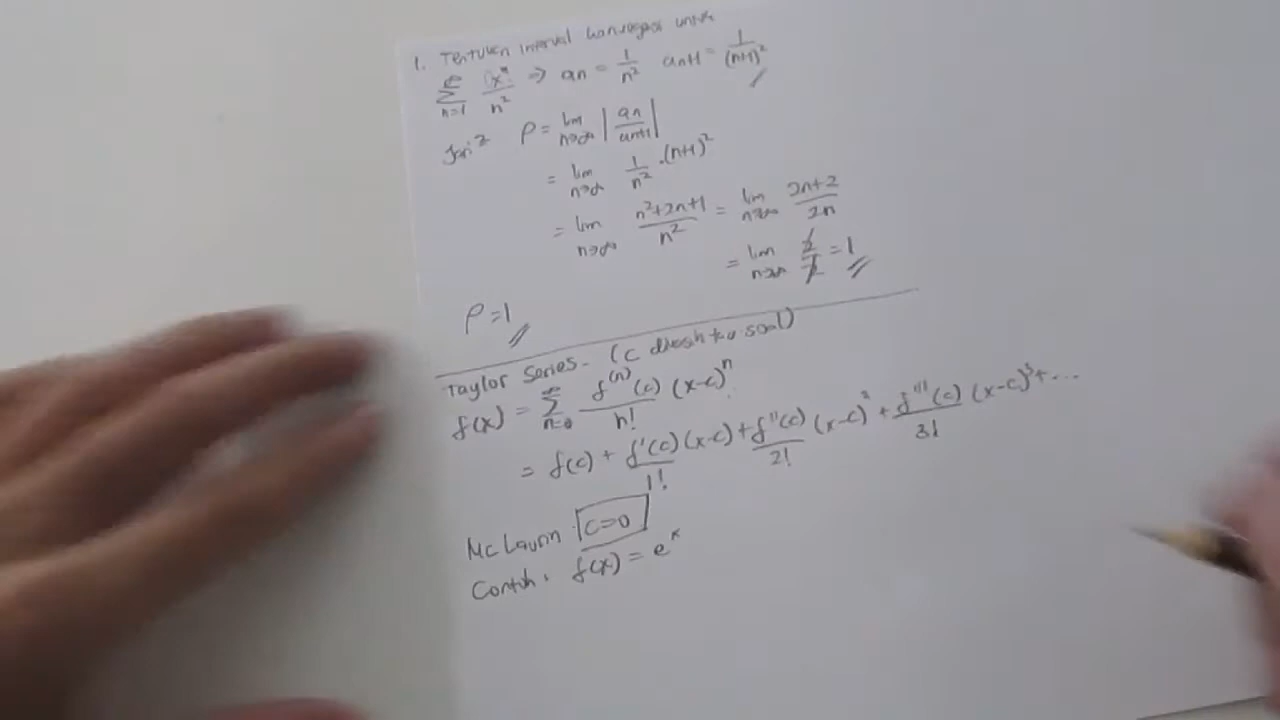 1. Tentukan interval konvergensi untuk
∞ Σ n=1 x^n / n² ⇒ an = 1/n² an+1 = 1/(n+1)²
Jari² ρ = lim n→∞ |an/an+1|
= lim n→∞ 1/n² · (n+1)²
= lim n→∞ n²+2n+1 / n² = lim n→∞ 2n+2 / 2n
= lim n→∞ 2/2 = 1
ρ = 1
Taylor Series. (c diketahui soal)
f(x) = ∞ Σ n=0 f^(n)(c) / n! (x-c)^n
= f(c) + f'(c)/1! (x-c) + f''(c)/2! (x-c)² + f'''(c)/3! (x-c)³ + ...
McLaurin c=0
Contoh: f(x) = e^x